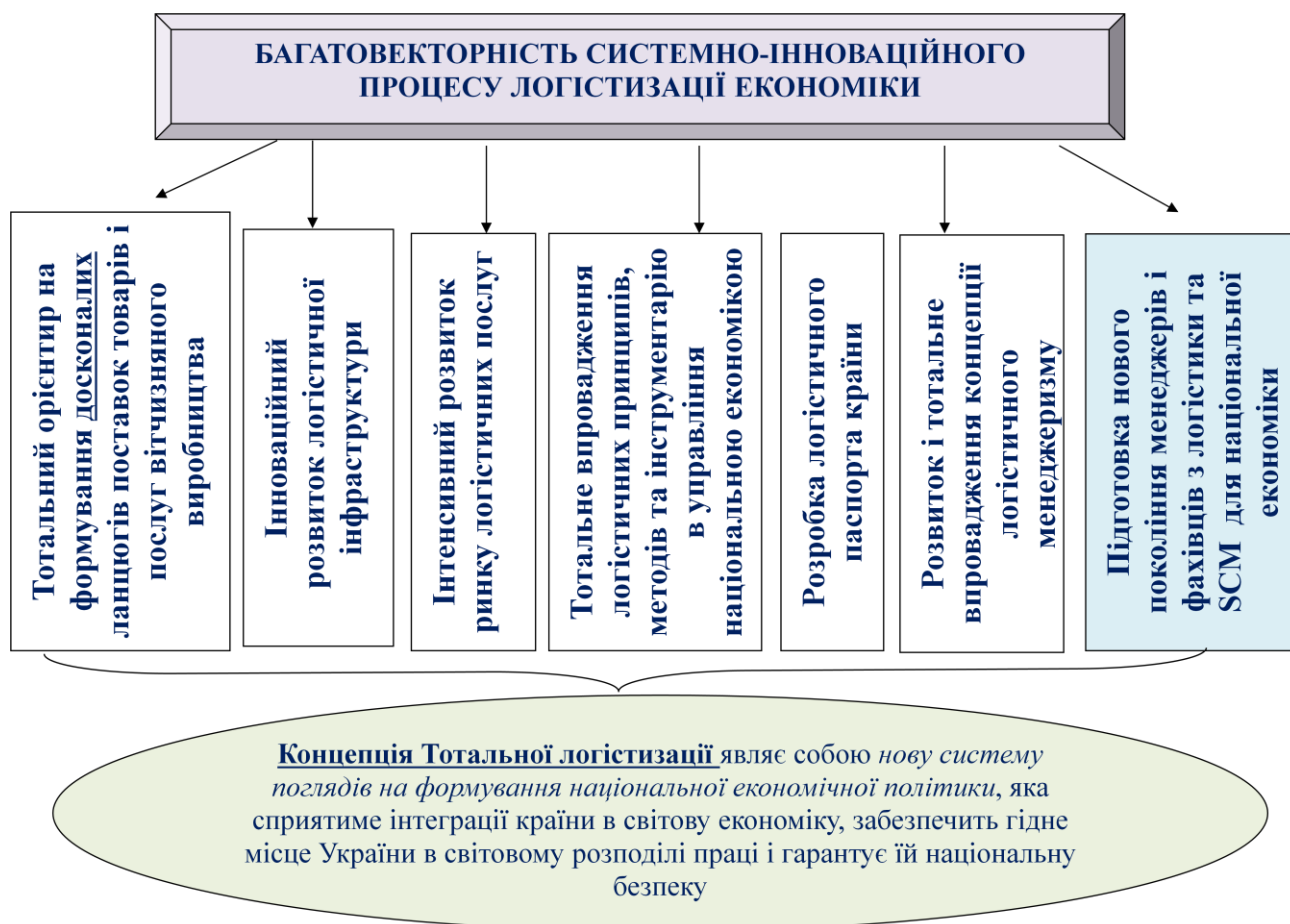 БАГАТОВЕКТОРНІСТЬ СИСТЕМНО-ІННОВАЦІЙНОГО
ПРОЦЕСУ ЛОГІСТИЗАЦІЇ ЕКОНОМІКИ
Тотальний орієнтир на
формування досконалих
ланцюгів поставок товарів і
послуг вітчизняного
виробництва
Інноваційний
розвиток логістичної
інфраструктури
Інтенсивний розвиток
ринку логістичних послуг
Тотальне впровадження
логістичних принципів,
методів та інструментарію
в управління
національною економікою
Розробка логістичного
паспорта країни
Розвиток і тотальне
впровадження концепції
логістичного
менеджеризму
Підготовка нового
покоління менеджерів і
фахівців з логістики та
SCM для національної
економіки
Концепція Тотальної логістизації являє собою нову систему
поглядів на формування національної економічної політики, яка
сприятиме інтеграції країни в світову економіку, забезпечить гідне
місце України в світовому розподілі праці і гарантує їй національну
безпеку